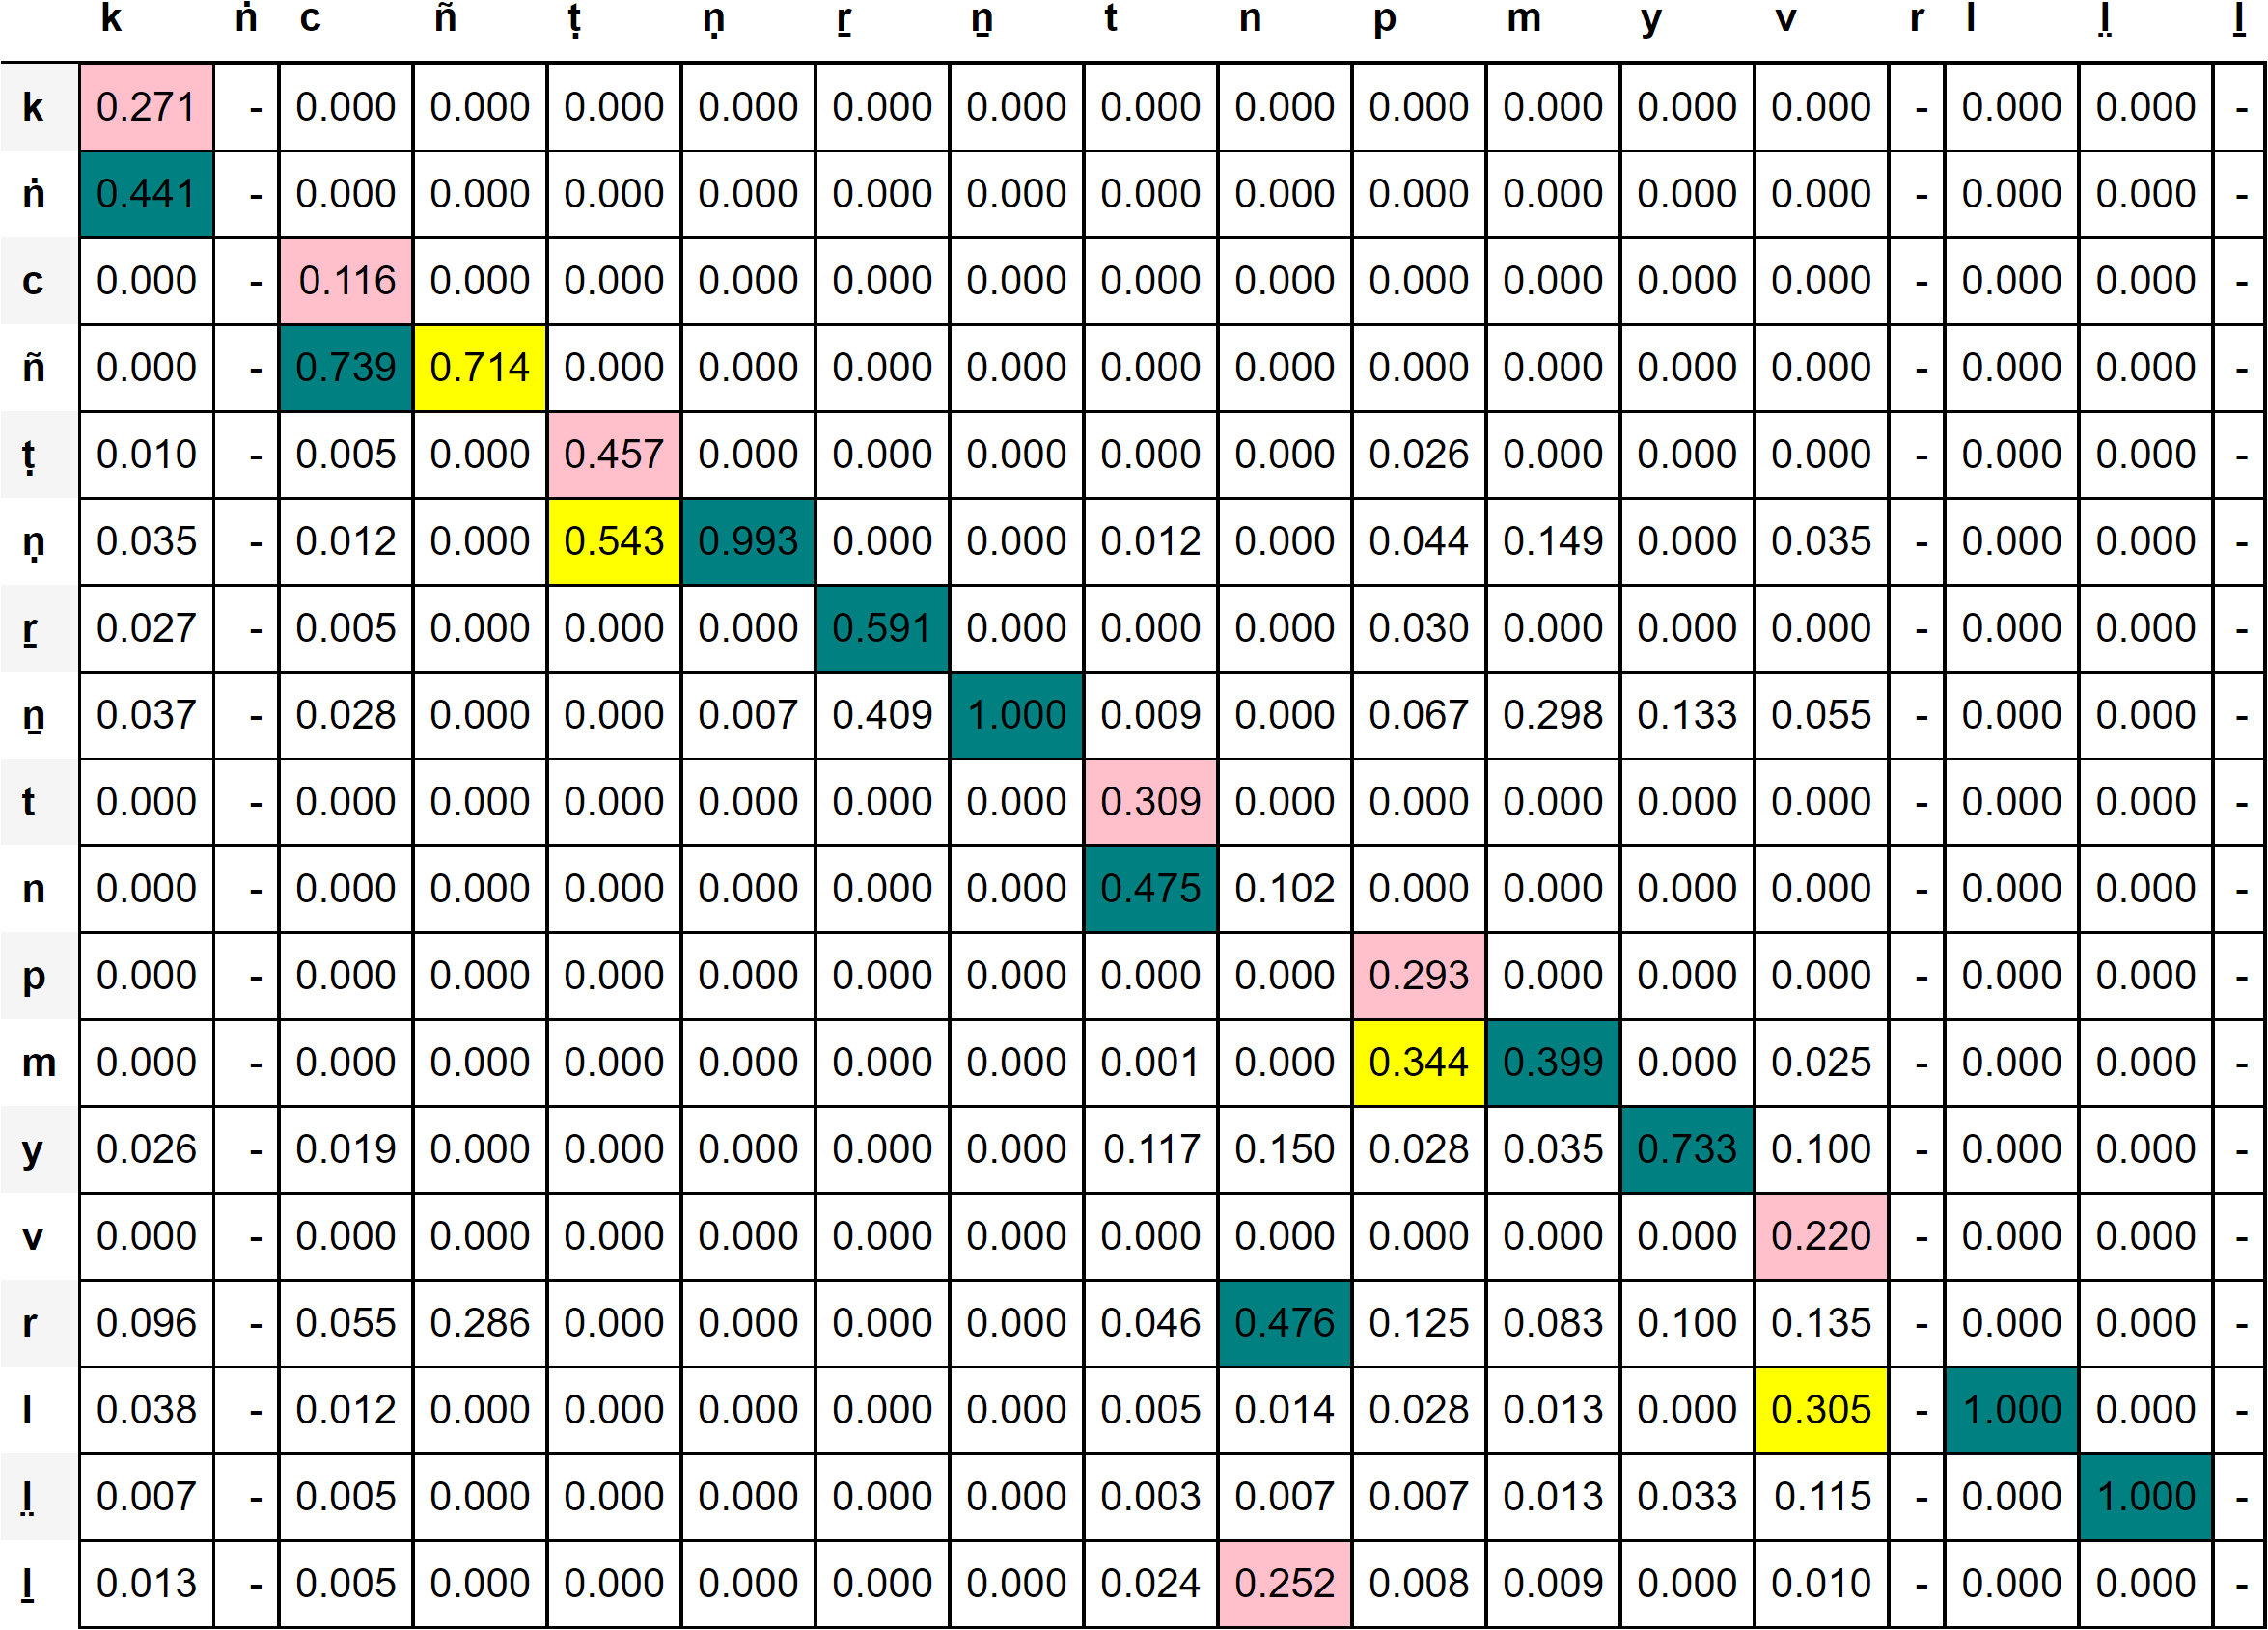 k ṅ c ñ ṭ ṇ ṟ ṉ t n p m y v r l ḷ̤ ḻ
k 0.271 - 0.000 0.000 0.000 0.000 0.000 0.000 0.000 0.000 0.000 0.000 0.000 0.000 - 0.000 0.000 -
ṅ 0.441 - 0.000 0.000 0.000 0.000 0.000 0.000 0.000 0.000 0.000 0.000 0.000 0.000 - 0.000 0.000 -
c 0.000 - 0.116 0.000 0.000 0.000 0.000 0.000 0.000 0.000 0.000 0.000 0.000 0.000 - 0.000 0.000 -
ñ 0.000 - 0.739 0.714 0.000 0.000 0.000 0.000 0.000 0.000 0.000 0.000 0.000 0.000 - 0.000 0.000 -
ṭ 0.010 - 0.005 0.000 0.457 0.000 0.000 0.000 0.000 0.000 0.026 0.000 0.000 0.000 - 0.000 0.000 -
ṇ 0.035 - 0.012 0.000 0.543 0.993 0.000 0.000 0.012 0.000 0.044 0.149 0.000 0.035 - 0.000 0.000 -
ṟ 0.027 - 0.005 0.000 0.000 0.000 0.591 0.000 0.000 0.000 0.030 0.000 0.000 0.000 - 0.000 0.000 -
ṉ 0.037 - 0.028 0.000 0.000 0.007 0.409 1.000 0.009 0.000 0.067 0.298 0.133 0.055 - 0.000 0.000 -
t 0.000 - 0.000 0.000 0.000 0.000 0.000 0.000 0.309 0.000 0.000 0.000 0.000 0.000 - 0.000 0.000 -
n 0.000 - 0.000 0.000 0.000 0.000 0.000 0.000 0.475 0.102 0.000 0.000 0.000 0.000 - 0.000 0.000 -
p 0.000 - 0.000 0.000 0.000 0.000 0.000 0.000 0.000 0.000 0.293 0.000 0.000 0.000 - 0.000 0.000 -
m 0.000 - 0.000 0.000 0.000 0.000 0.000 0.000 0.001 0.000 0.344 0.399 0.000 0.025 - 0.000 0.000 -
y 0.026 - 0.019 0.000 0.000 0.000 0.000 0.000 0.117 0.150 0.028 0.035 0.733 0.100 - 0.000 0.000 -
v 0.000 - 0.000 0.000 0.000 0.000 0.000 0.000 0.000 0.000 0.000 0.000 0.000 0.220 - 0.000 0.000 -
r 0.096 - 0.055 0.286 0.000 0.000 0.000 0.000 0.046 0.476 0.125 0.083 0.100 0.135 - 0.000 0.000 -
l 0.038 - 0.012 0.000 0.000 0.000 0.000 0.000 0.005 0.014 0.028 0.013 0.000 0.305 - 1.000 0.000 -
l̤ 0.007 - 0.005 0.000 0.000 0.000 0.000 0.000 0.003 0.007 0.007 0.013 0.033 0.115 - 0.000 1.000 -
ḻ 0.013 - 0.005 0.000 0.000 0.000 0.000 0.000 0.024 0.252 0.008 0.009 0.000 0.010 - 0.000 0.000 -